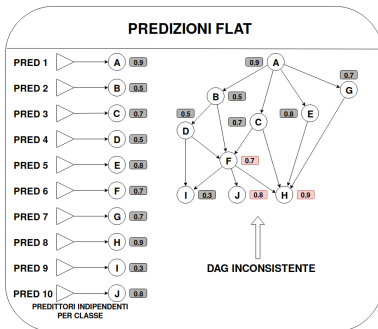 PREDIZIONI FLAT
PRED 1 A 0.9
PRED 2 B 0.5
PRED 3 C 0.7
PRED 4 D 0.5
PRED 5 E 0.8
PRED 6 F 0.7
PRED 7 G 0.7
PRED 8 H 0.9
PRED 9 I 0.3
PRED 10 J 0.8
PREDITTORI INDIPENDENTI
PER CLASSE
0.9 A
0.7
G
B 0.5
0.5
D
0.7 C
0.8 E
F 0.7
I 0.3
J 0.8
H 0.9
DAG INCONSISTENTE